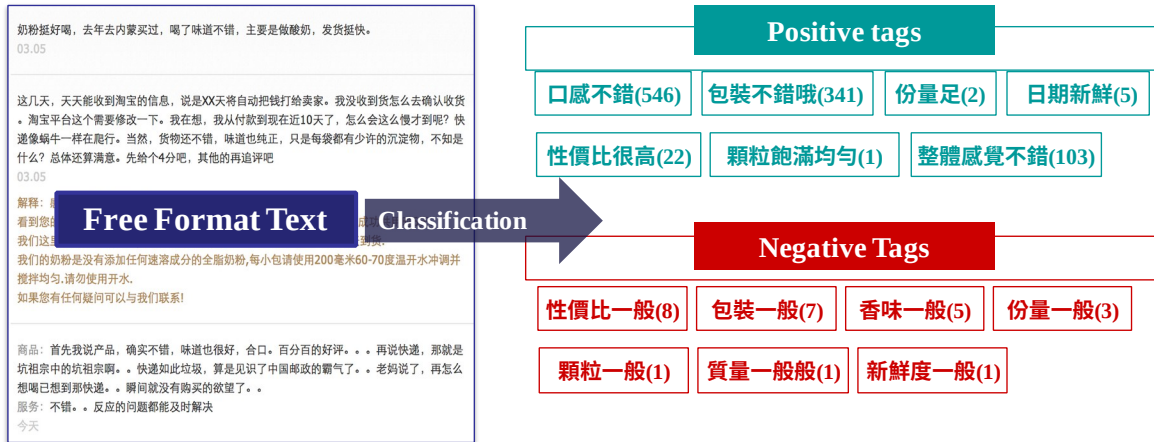 奶粉挺好喝，去年去内蒙买过，喝了味道不错，主要是做酸奶，发货挺快。
03.05
这几天，天天能收到淘宝的信息，说是XX天将自动把钱打给卖家。我没收到货怎么去确认收货
。淘宝平台这个需要修改一下。我在想，我从付款到现在近10天了，怎么会这么慢才到呢？快
递像蜗牛一样在爬行。当然，货物还不错，味道也纯正，只是每袋都有少许的沉淀物，不知是
什么？总体还算满意。先给个4分吧，其他的再追评吧
03.05
解释：
看到您的
我们这里
到货.
我们的奶粉是没有添加任何速溶成分的全脂奶粉,每小包请使用200毫米60-70度温开水冲调并
搅拌均匀.请勿使用开水.
如果您有任何疑问可以与我们联系!
商品：首先我说产品，确实不错，味道也很好，合口。百分百的好评。。。再说快递，那就是
坑祖宗中的坑祖宗啊。。快递如此垃圾，算是见识了中国邮政的霸气了。。老妈说了，再怎么
想喝已想到那快递。。瞬间就没有购买的欲望了。。
服务：不错。。反应的问题都能及时解决
今天
Free Format Text
Classification
Positive tags
口感不錯(546) 包裝不錯哦(341) 份量足(2) 日期新鮮(5)
性價比很高(22) 顆粒飽滿均勻(1) 整體感覺不錯(103)
Negative Tags
性價比一般(8) 包裝一般(7) 香味一般(5) 份量一般(3)
顆粒一般(1) 質量一般般(1) 新鮮度一般(1)